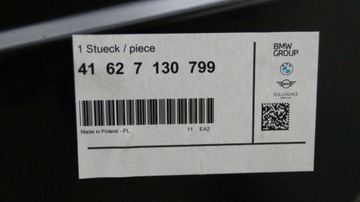 1 Stueck / piece
41 62 7 130 799
Made in Poland - PL
11 EA2
BMW
GROUP